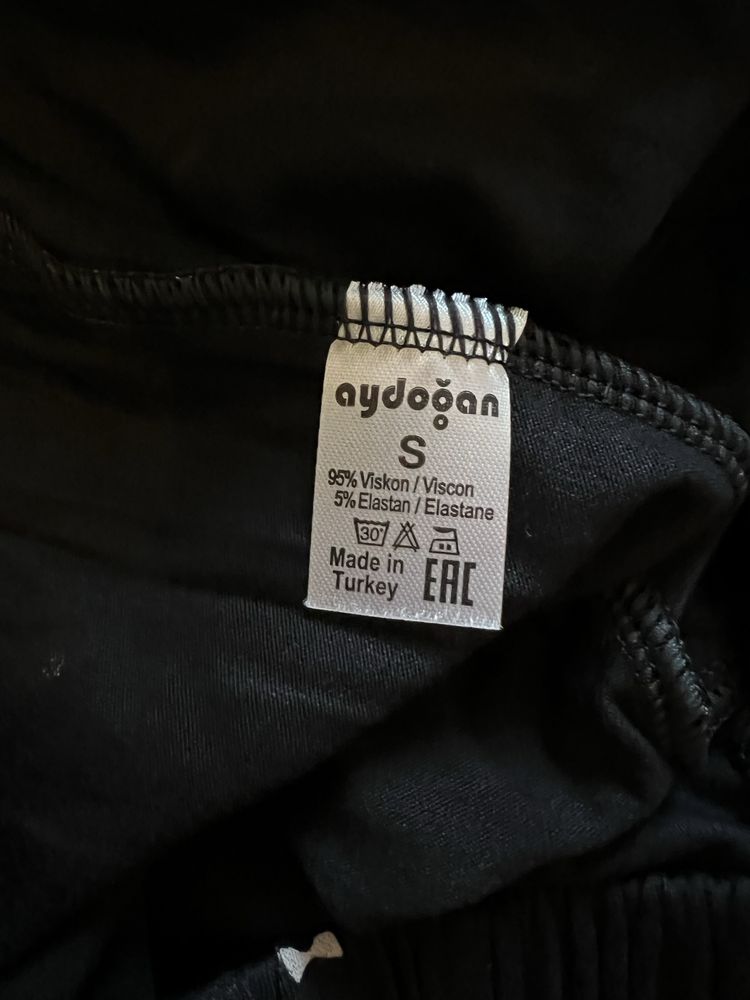 aydoğan
S
95% Viskon / Viscon
5% Elastan / Elastane
30°
Made in
Turkey
EAC